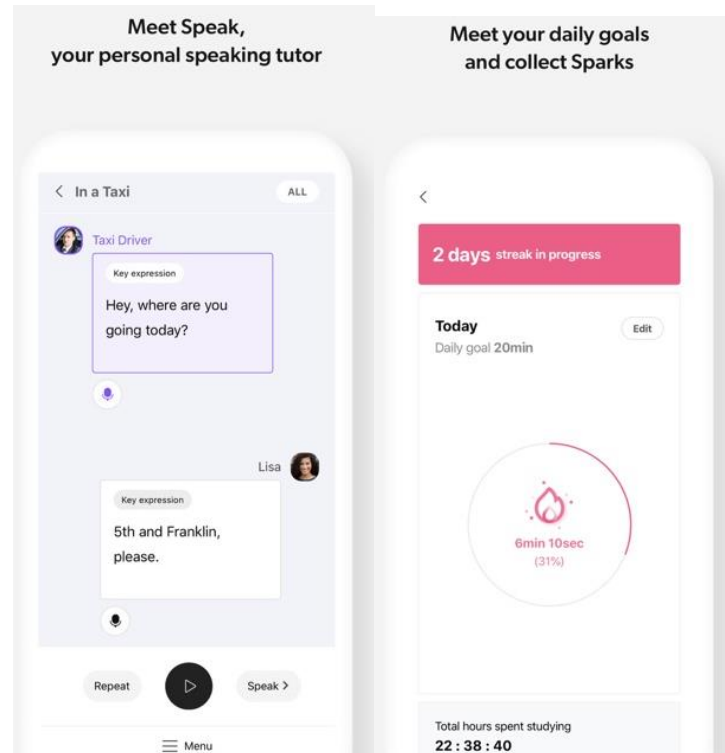 Meet Speak,
your personal speaking tutor
In a Taxi
ALL
Taxi Driver
Key expression
Hey, where are you
going today?
Lisa
Key expression
5th and Franklin,
please.
Repeat
Speak >
Menu
Meet your daily goals
and collect Sparks
2 days streak in progress
Today
Edit
Daily goal 20min
6min 10sec
(31%)
Total hours spent studying
22 : 38 : 40